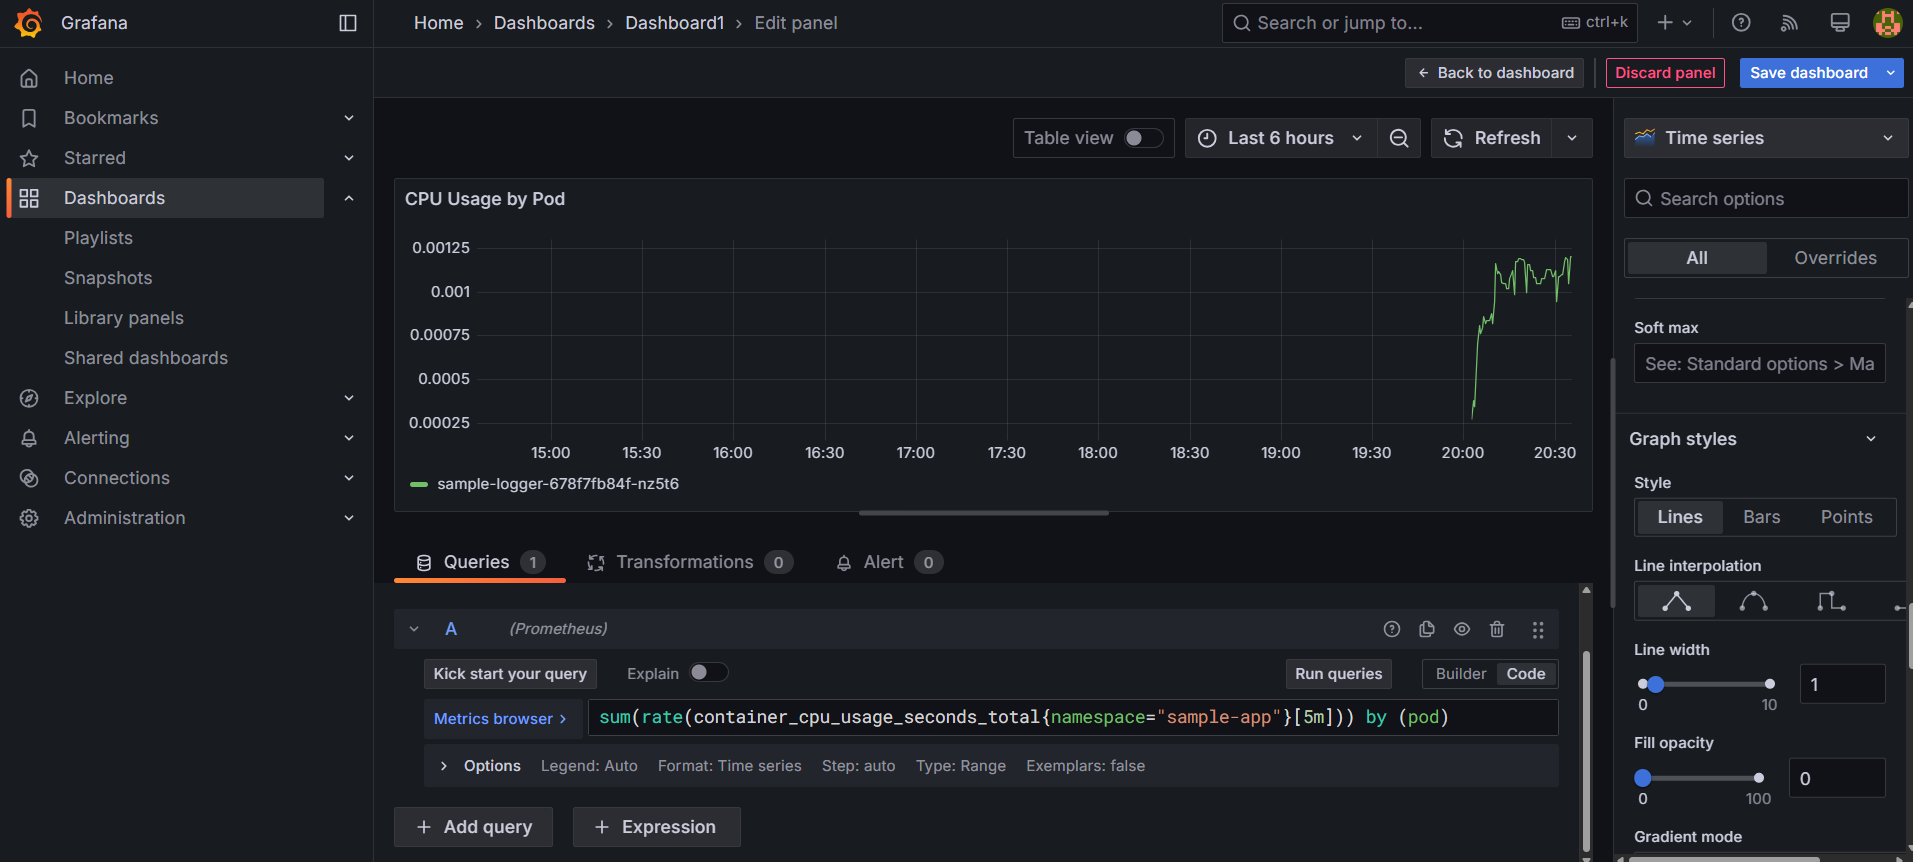 Grafana
Home › Dashboards › Dashboard1 › Edit panel
Search or jump to...
ctrl+k
Back to dashboard
Discard panel
Save dashboard
Home
Bookmarks
Starred
Dashboards
Playlists
Snapshots
Library panels
Shared dashboards
Explore
Alerting
Connections
Administration
Table view
Last 6 hours
Refresh
CPU Usage by Pod
0.00125
0.001
0.00075
0.0005
0.00025
15:00 15:30 16:00 16:30 17:00 17:30 18:00 18:30 19:00 19:30 20:00 20:30
sample-logger-678f7fb84f-nz5t6
Queries 1
Transformations 0
Alert 0
A (Prometheus)
Kick start your query
Explain
Run queries
Builder
Code
Metrics browser >
sum(rate(container_cpu_usage_seconds_total{namespace="sample-app"}[5m])) by (pod)
Options Legend: Auto Format: Time series Step: auto Type: Range Exemplars: false
+ Add query
+ Expression
Time series
Search options
All
Overrides
Soft max
See: Standard options > Ma
Graph styles
Style
Lines
Bars
Points
Line interpolation
Line width
0 10
1
Fill opacity
0 100
0
Gradient mode